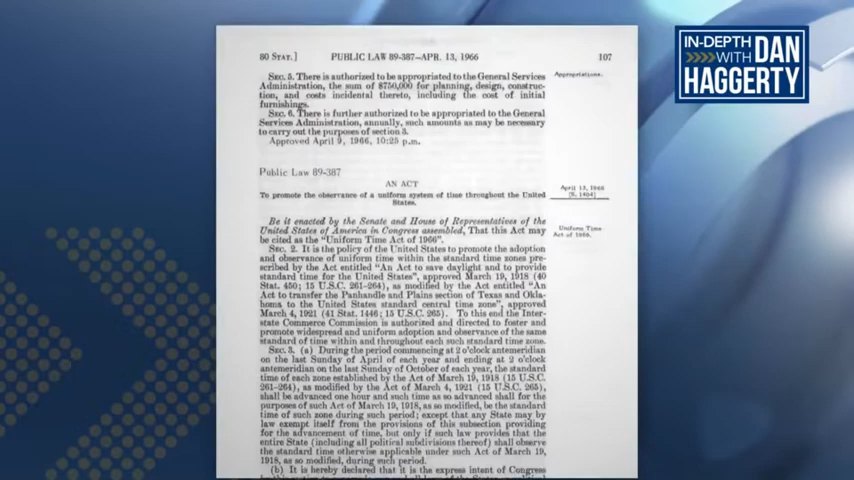 IN-DEPTH
WITH
DAN
HAGGERTY
80 STAT.] PUBLIC LAW 89-387-APR. 13, 1966 107
SEC. 5. There is authorized to be appropriated to the General Services
Administration, the sum of $750,000 for planning, design, construc-
tion, and costs incidental thereto, including the cost of initial
furnishings.
Appropriations.
SEC. 6. There is further authorized to be appropriated to the General
Services Administration, annually, such amounts as may be necessary
to carry out the purposes of section 3.
Approved April 9, 1966, 10:25 p.m.
Public Law 89-387
AN ACT
To promote the observance of a uniform system of time throughout the United
States.
April 13, 1966
[S. 1404]
Be it enacted by the Senate and House of Representatives of the
United States of America in Congress assembled, That this Act may
be cited as the "Uniform Time Act of 1966".
Uniform Time
Act of 1966.
SEC. 2. It is the policy of the United States to promote the adoption
and observance of uniform time within the standard time zones pre-
scribed by the Act entitled "An Act to save daylight and to provide
standard time for the United States", approved March 19, 1918 (40
Stat. 450; 15 U.S.C. 261-264), as modified by the Act entitled "An
Act to transfer the Panhandle and Plains section of Texas and Okla-
homa to the United States standard central time zone", approved
March 4, 1921 (41 Stat. 1446; 15 U.S.C. 265). To this end the Inter-
state Commerce Commission is authorized and directed to foster and
promote widespread and uniform adoption and observance of the same
standard of time within and throughout each such standard time zone.
SEC. 3. (a) During the period commencing at 2 o'clock antemeridian
on the last Sunday of April of each year and ending at 2 o'clock
antemeridian on the last Sunday of October of each year, the standard
time of each zone established by the Act of March 19, 1918 (15 U.S.C.
261-264), as modified by the Act of March 4, 1921 (15 U.S.C. 265),
shall be advanced one hour and such time as so advanced shall for the
purposes of such Act of March 19, 1918, as so modified, be the standard
time of such zone during such period; except that any State may by
law exempt itself from the provisions of this subsection providing
for the advancement of time, but only if such law provides that the
entire State (including all political subdivisions thereof) shall observe
the standard time otherwise applicable under such Act of March 19,
1918, as so modified, during such period.
(b) It is hereby declared that it is the express intent of Congress